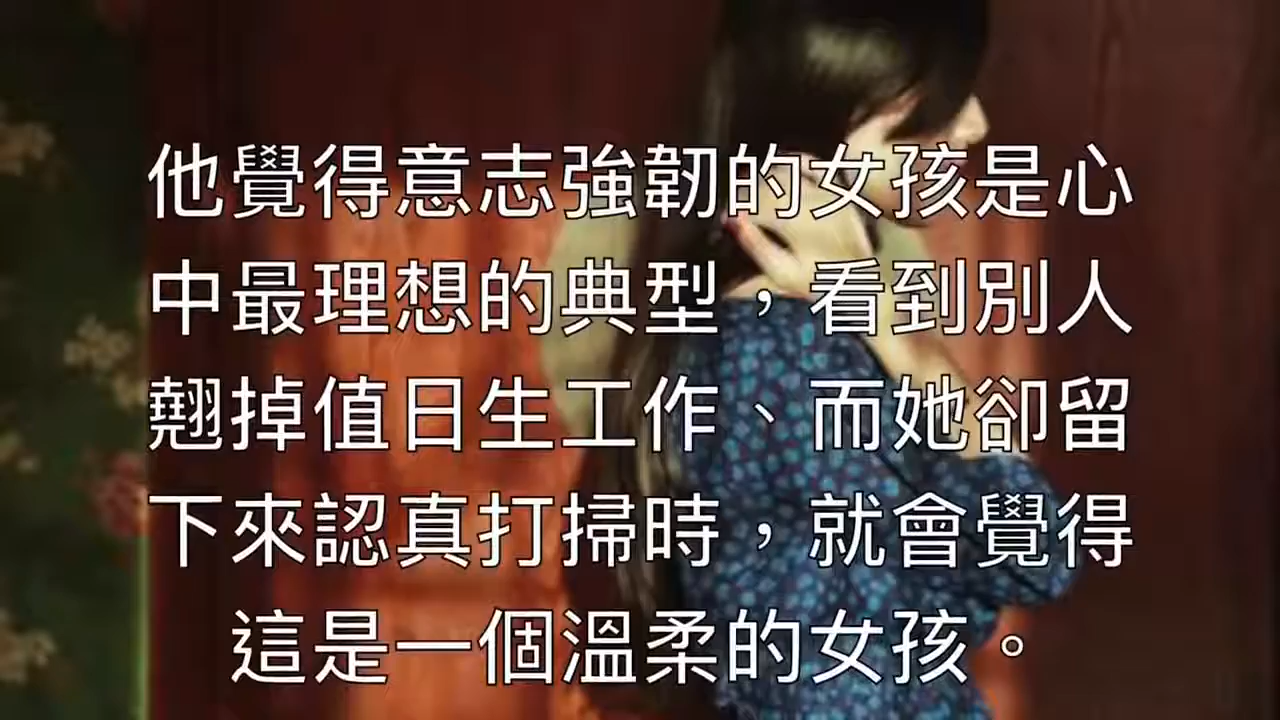 他覺得意志強韌的女孩是心
中最理想的典型，看到別人
翹掉值日生工作、而她卻留
下來認真打掃時，就會覺得
這是一個溫柔的女孩。